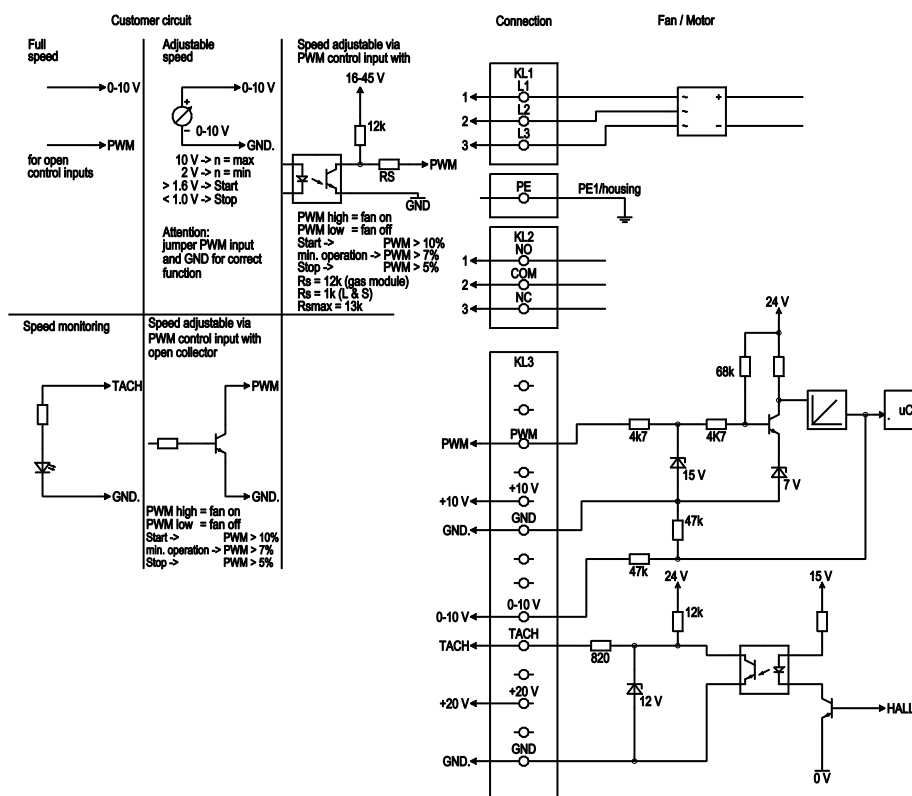 Customer circuit
Full
speed
0-10 V
PWM
for open
control inputs
Adjustable
speed
0-10 V
+
–
0-10 V
GND.
10 V -> n = max
2 V -> n = min
> 1.6 V -> Start
< 1.0 V -> Stop
Attention:
jumper PWM input
and GND for correct
function
Speed adjustable via
PWM control input with
16-45 V
12k
PWM
RS
GND
PWM high = fan on
PWM low = fan off
Start -> PWM > 10%
min. operation -> PWM > 7%
Stop -> PWM > 5%
Rs = 12k (gas module)
Rs = 1k (L & S)
Rsmax = 13k
Speed monitoring
TACH
GND.
Speed adjustable via
PWM control input with
open collector
PWM
GND.
PWM high = fan on
PWM low = fan off
Start -> PWM > 10%
min. operation -> PWM > 7%
Stop -> PWM > 5%
Connection
KL1
L1
1
L2
2
L3
3
PE
KL2
NO
1
COM
2
NC
3
KL3
PWM
PWM
+10 V
+10 V
GND
GND.
0-10 V
0-10 V
TACH
TACH
+20 V
+20 V
GND
GND.
Fan / Motor
~ +
~
~ –
PE1/housing
24 V
68k
uC
4k7
4K7
15 V
7 V
47k
47k
24 V
15 V
12k
820
12 V
HALL
0 V